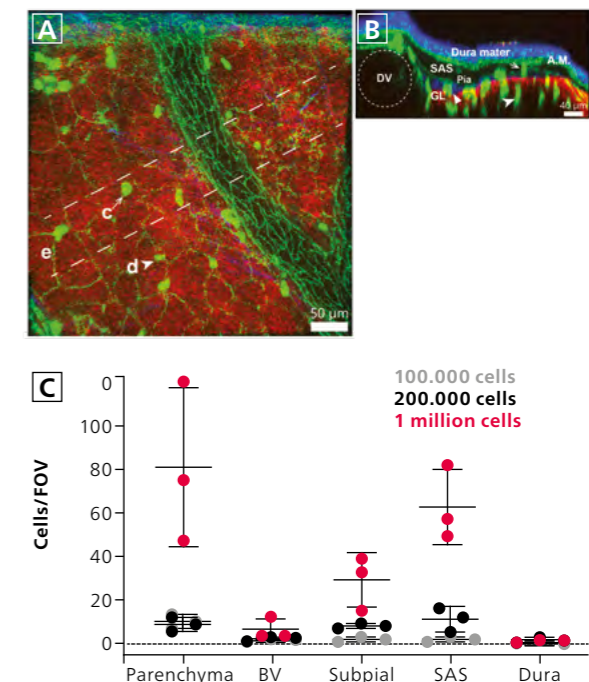 A
c
e
d
50 µm
B
Dura mater
A.M.
SAS
DV
Pia
GL
40 µm
C
100.000 cells
200.000 cells
1 million cells
Cells/FOV
0
100
80
60
40
20
0
Parenchyma BV Subpial SAS Dura